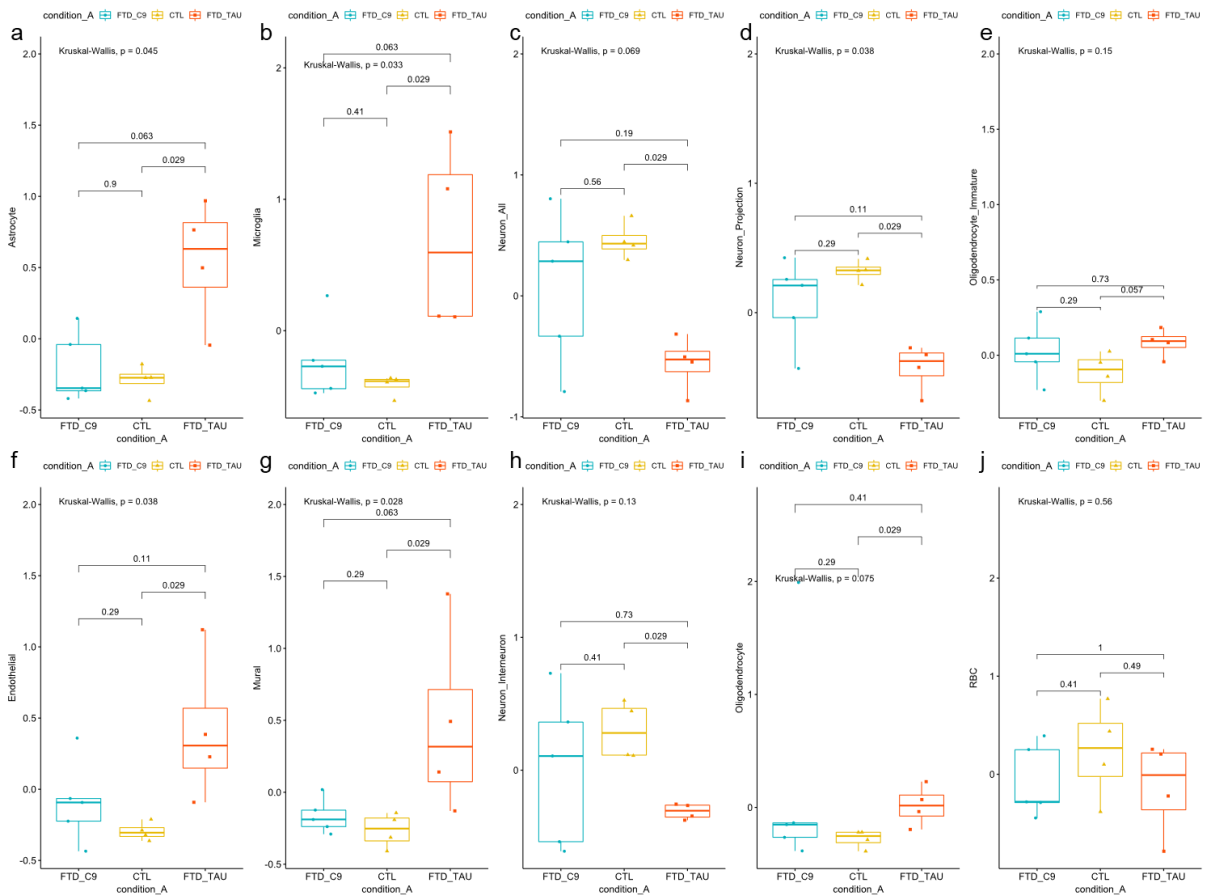 condition_A FTD_C9 CTL FTD_TAU
a
Kruskal-Wallis, p = 0.045
2.0
1.5
1.0
0.5
0.0
-0.5
Astrocyte
0.063
0.029
0.9
FTD_C9 CTL FTD_TAU
condition_A
condition_A FTD_C9 CTL FTD_TAU
b
0.063
Kruskal-Wallis, p = 0.033
0.029
0.41
2
1
0
Microglia
FTD_C9 CTL FTD_TAU
condition_A
condition_A FTD_C9 CTL FTD_TAU
c
Kruskal-Wallis, p = 0.069
2
1
0
-1
Neuron_All
0.19
0.029
0.56
FTD_C9 CTL FTD_TAU
condition_A
condition_A FTD_C9 CTL FTD_TAU
d
Kruskal-Wallis, p = 0.038
2
1
0
Neuron_Projection
0.11
0.029
0.29
FTD_C9 CTL FTD_TAU
condition_A
condition_A FTD_C9 CTL FTD_TAU
e
Kruskal-Wallis, p = 0.15
2.0
1.5
1.0
0.5
0.0
Oligodendrocyte_Immature
0.73
0.057
0.29
FTD_C9 CTL FTD_TAU
condition_A
condition_A FTD_C9 CTL FTD_TAU
f
Kruskal-Wallis, p = 0.038
2.0
1.5
1.0
0.5
0.0
-0.5
Endothelial
0.11
0.029
0.29
FTD_C9 CTL FTD_TAU
condition_A
condition_A FTD_C9 CTL FTD_TAU
g
Kruskal-Wallis, p = 0.028
2.0
1.5
1.0
0.5
0.0
-0.5
Mural
0.063
0.029
0.29
FTD_C9 CTL FTD_TAU
condition_A
condition_A FTD_C9 CTL FTD_TAU
h
Kruskal-Wallis, p = 0.13
2
1
0
Neuron_Interneuron
0.73
0.029
0.41
FTD_C9 CTL FTD_TAU
condition_A
condition_A FTD_C9 CTL FTD_TAU
i
0.41
0.029
0.29
Kruskal-Wallis, p = 0.075
2
1
0
Oligodendrocyte
FTD_C9 CTL FTD_TAU
condition_A
condition_A FTD_C9 CTL FTD_TAU
j
Kruskal-Wallis, p = 0.56
2
1
0
RBC
1
0.49
0.41
FTD_C9 CTL FTD_TAU
condition_A